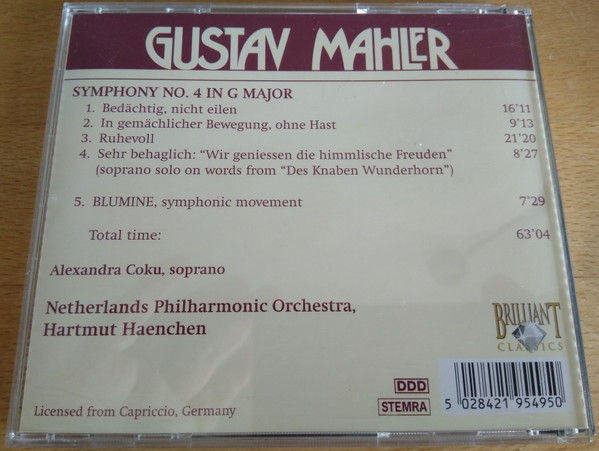 GUSTAV MAHLER
SYMPHONY NO. 4 IN G MAJOR
1. Bedächtig, nicht eilen 16'11
2. In gemächlicher Bewegung, ohne Hast 9'13
3. Ruhevoll 21'20
4. Sehr behaglich: "Wir geniessen die himmlische Freuden" 8'27
(soprano solo on words from "Des Knaben Wunderhorn")
5. BLUMINE, symphonic movement 7'29
Total time: 63'04
Alexandra Coku, soprano
Netherlands Philharmonic Orchestra,
Hartmut Haenchen
BRILLIANT
CLASSICS
DDD
STEMRA
5 028421 954950
Licensed from Capriccio, Germany